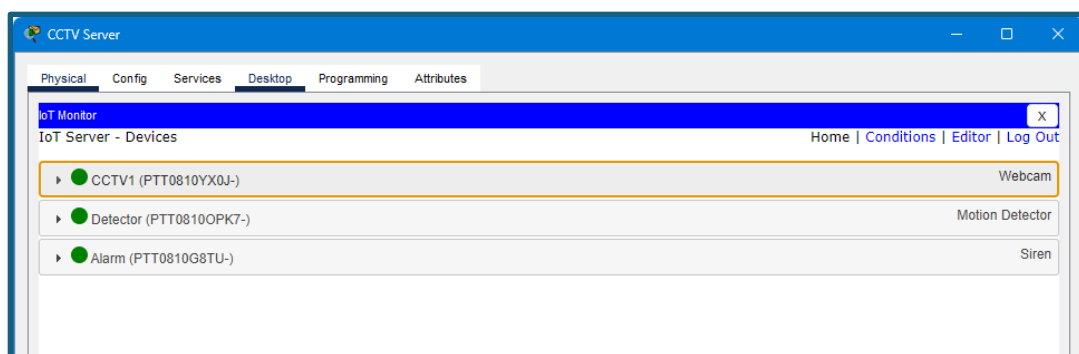 CCTV Server
Physical Config Services Desktop Programming Attributes
IoT Monitor X
IoT Server - Devices Home | Conditions | Editor | Log Out
CCTV1 (PTT0810YX0J-) Webcam
Detector (PTT0810OPK7-) Motion Detector
Alarm (PTT0810G8TU-) Siren